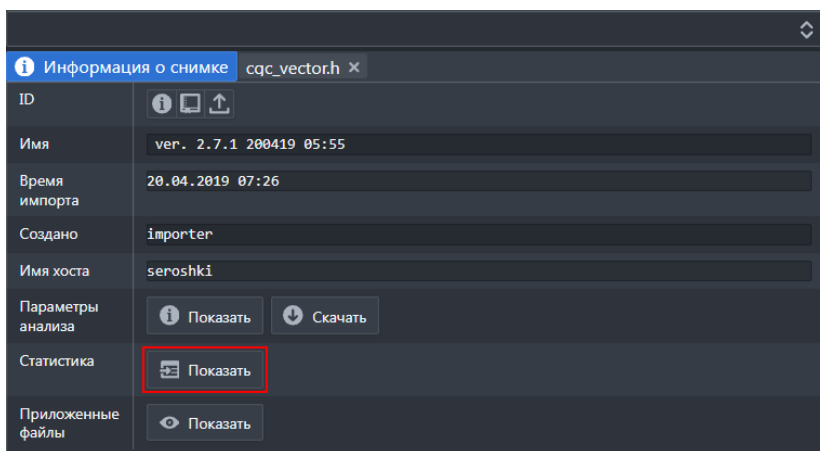 Информация о снимке cqc_vector.h ×
ID
Имя ver. 2.7.1 200419 05:55
Время импорта 20.04.2019 07:26
Создано importer
Имя хоста seroshki
Параметры анализа Показать Скачать
Статистика Показать
Приложенные файлы Показать